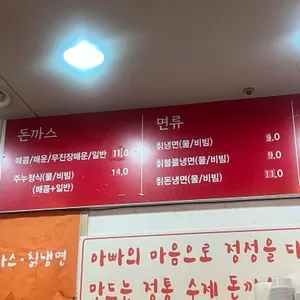 돈까스
매콤/매운/무진장매운/일반 11.0
주누정식(물/비빔) 14.0
(매콤+일반)
면류
칡냉면(물/비빔) 9.0
칡불물냉면(물/비빔) 9.0
칡돈냉면(물/비빔) 11.0
까스·칡냉면
아빠의 마음으로 정성을 다
만드는 정통 수제 돈까스